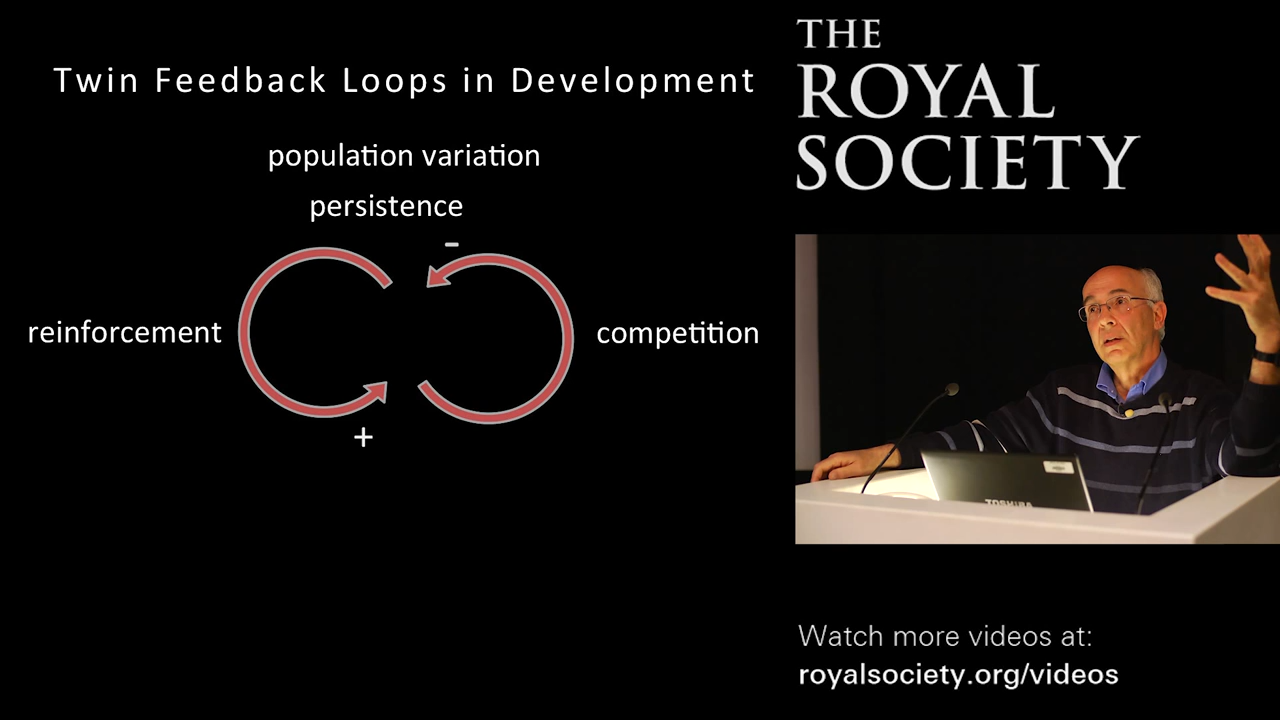 Twin Feedback Loops in Development
population variation
persistence
-
reinforcement
competition
+
THE
ROYAL
SOCIETY
TOSHIBA
Watch more videos at:
royalsociety.org/videos